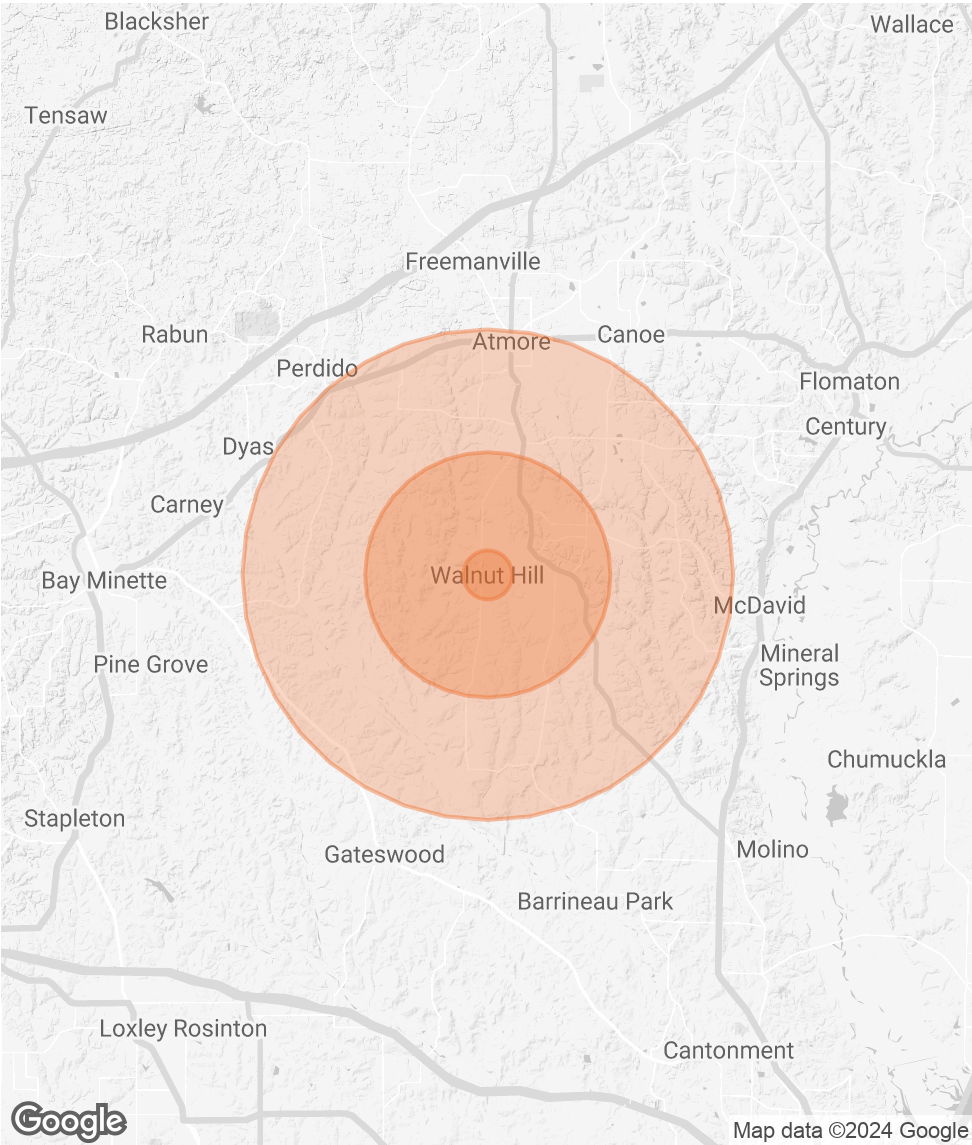 Blacksher
Wallace
Tensaw
Freemanville
Rabun
Canoe
Atmore
Perdido
Flomaton
Century
Dyas
Carney
Walnut Hill
Bay Minette
McDavid
Mineral
Springs
Pine Grove
Chumuckla
Stapleton
Molino
Gateswood
Barrineau Park
Loxley Rosinton
Cantonment
Google
Map data ©2024 Google